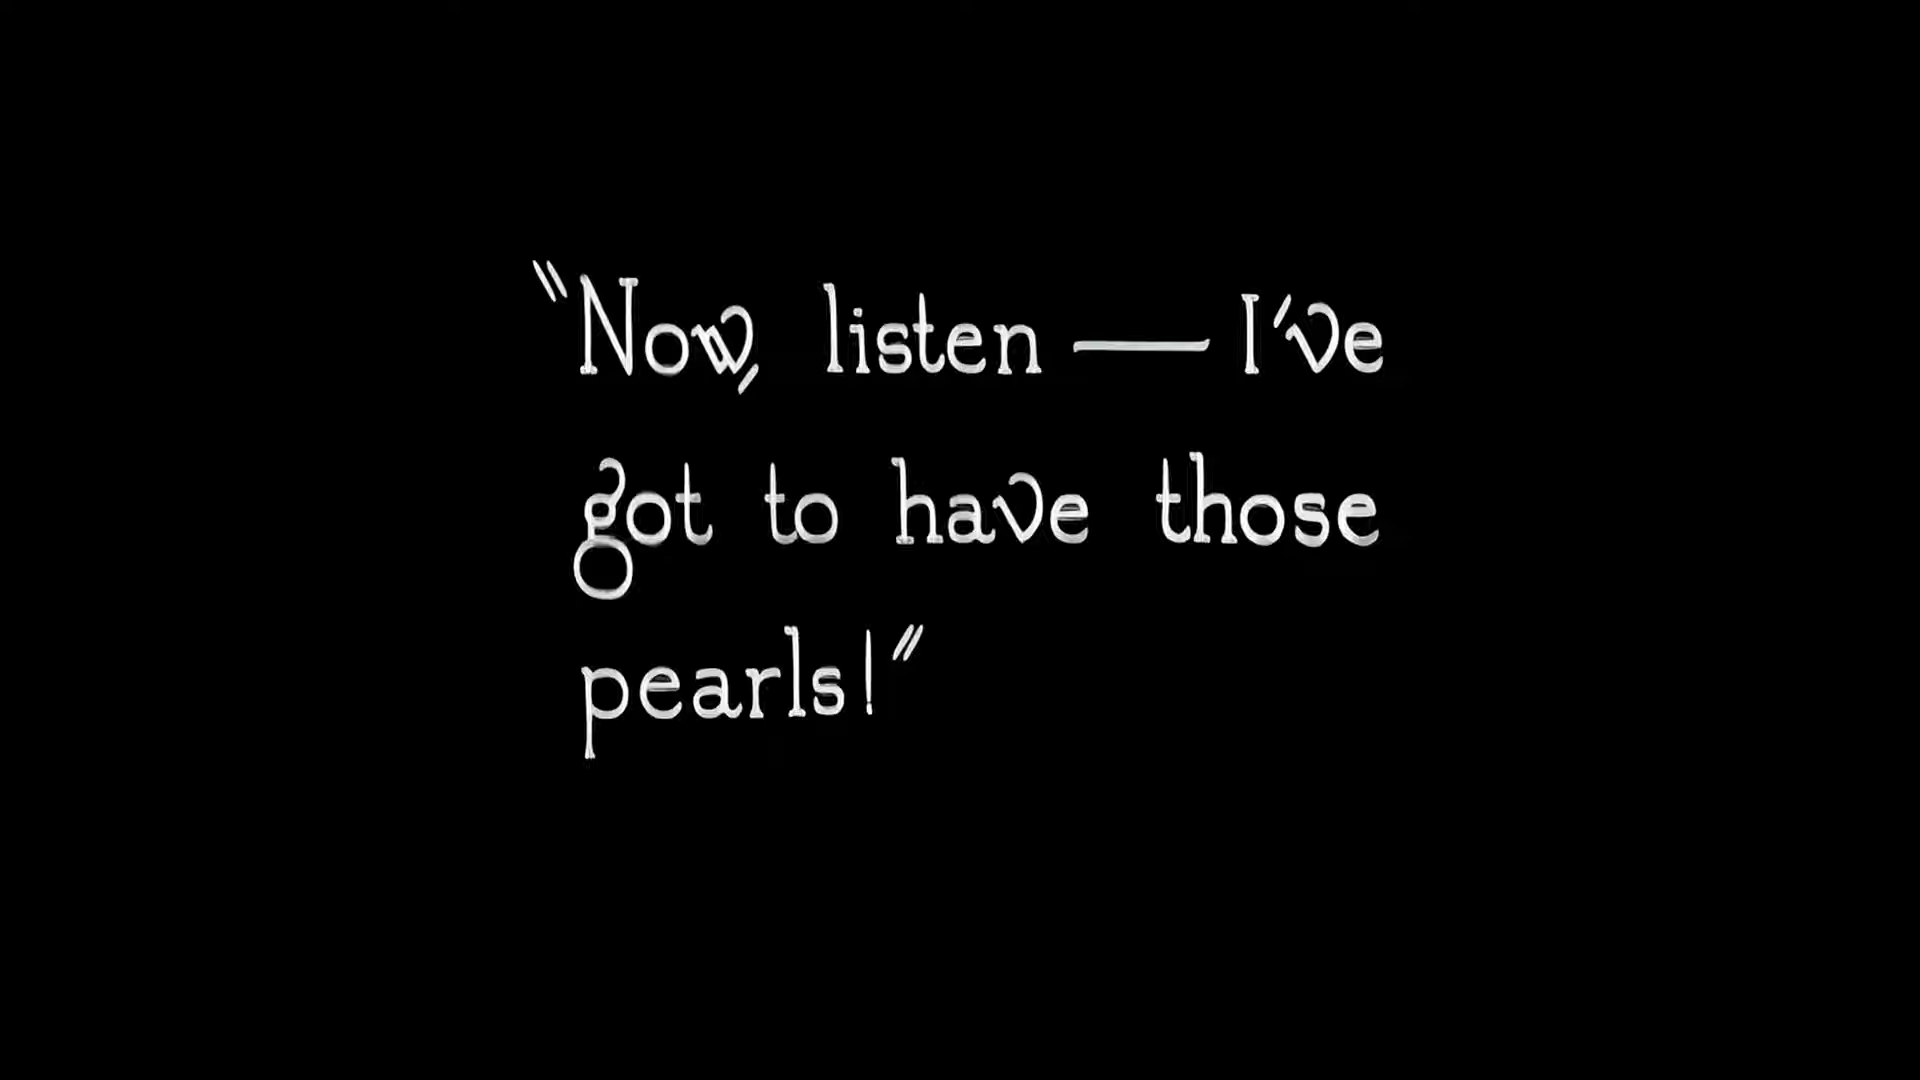 “Now, listen — I've
got to have those
pearls!”